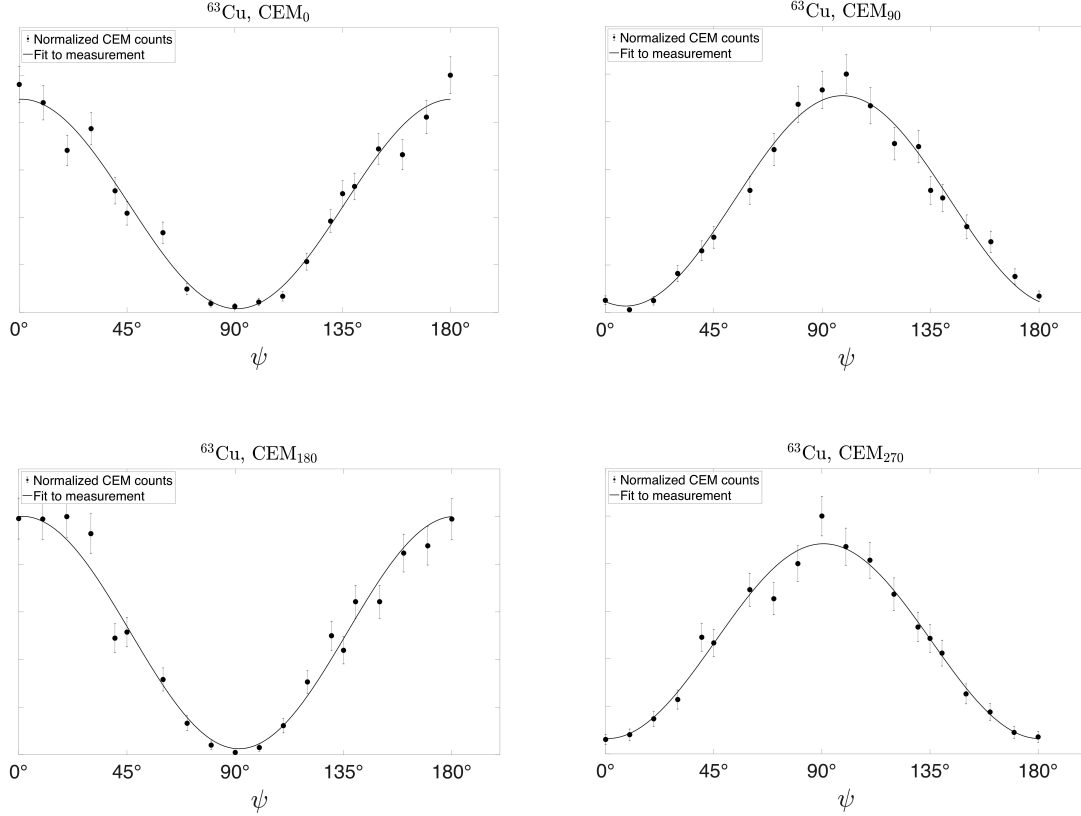 ⁶³Cu, CEM₀
Normalized CEM counts
Fit to measurement
0° 45° 90° 135° 180°
ψ
⁶³Cu, CEM₉₀
Normalized CEM counts
Fit to measurement
0° 45° 90° 135° 180°
ψ
⁶³Cu, CEM₁₈₀
Normalized CEM counts
Fit to measurement
0° 45° 90° 135° 180°
ψ
⁶³Cu, CEM₂₇₀
Normalized CEM counts
Fit to measurement
0° 45° 90° 135° 180°
ψ